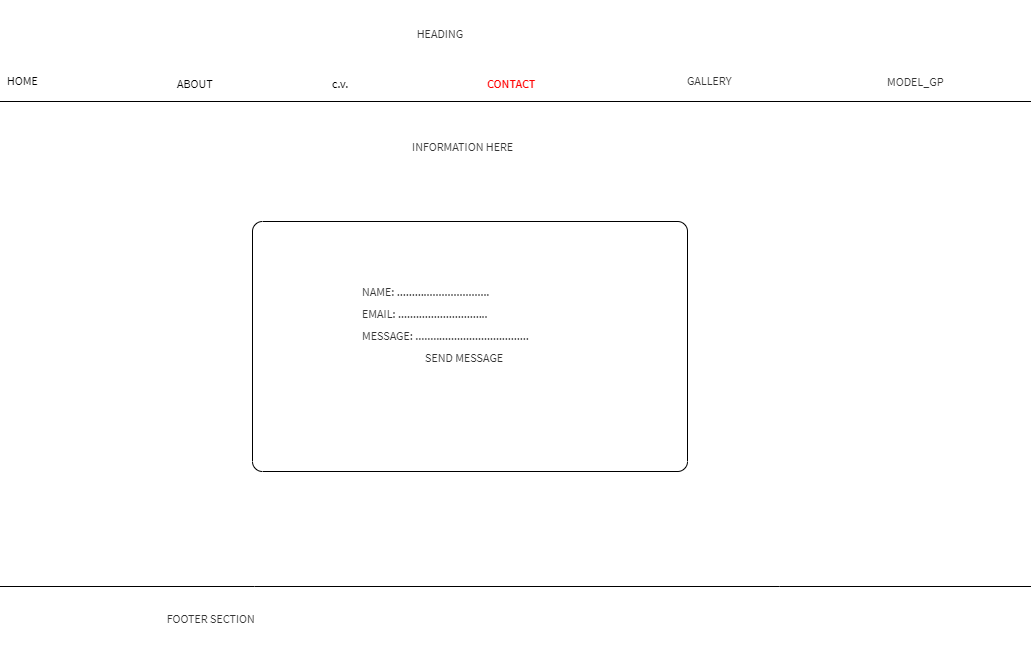 HEADING
HOME ABOUT c.v. CONTACT GALLERY MODEL_GP
INFORMATION HERE
NAME: ...............................
EMAIL: ..............................
MESSAGE: ......................................
SEND MESSAGE
FOOTER SECTION